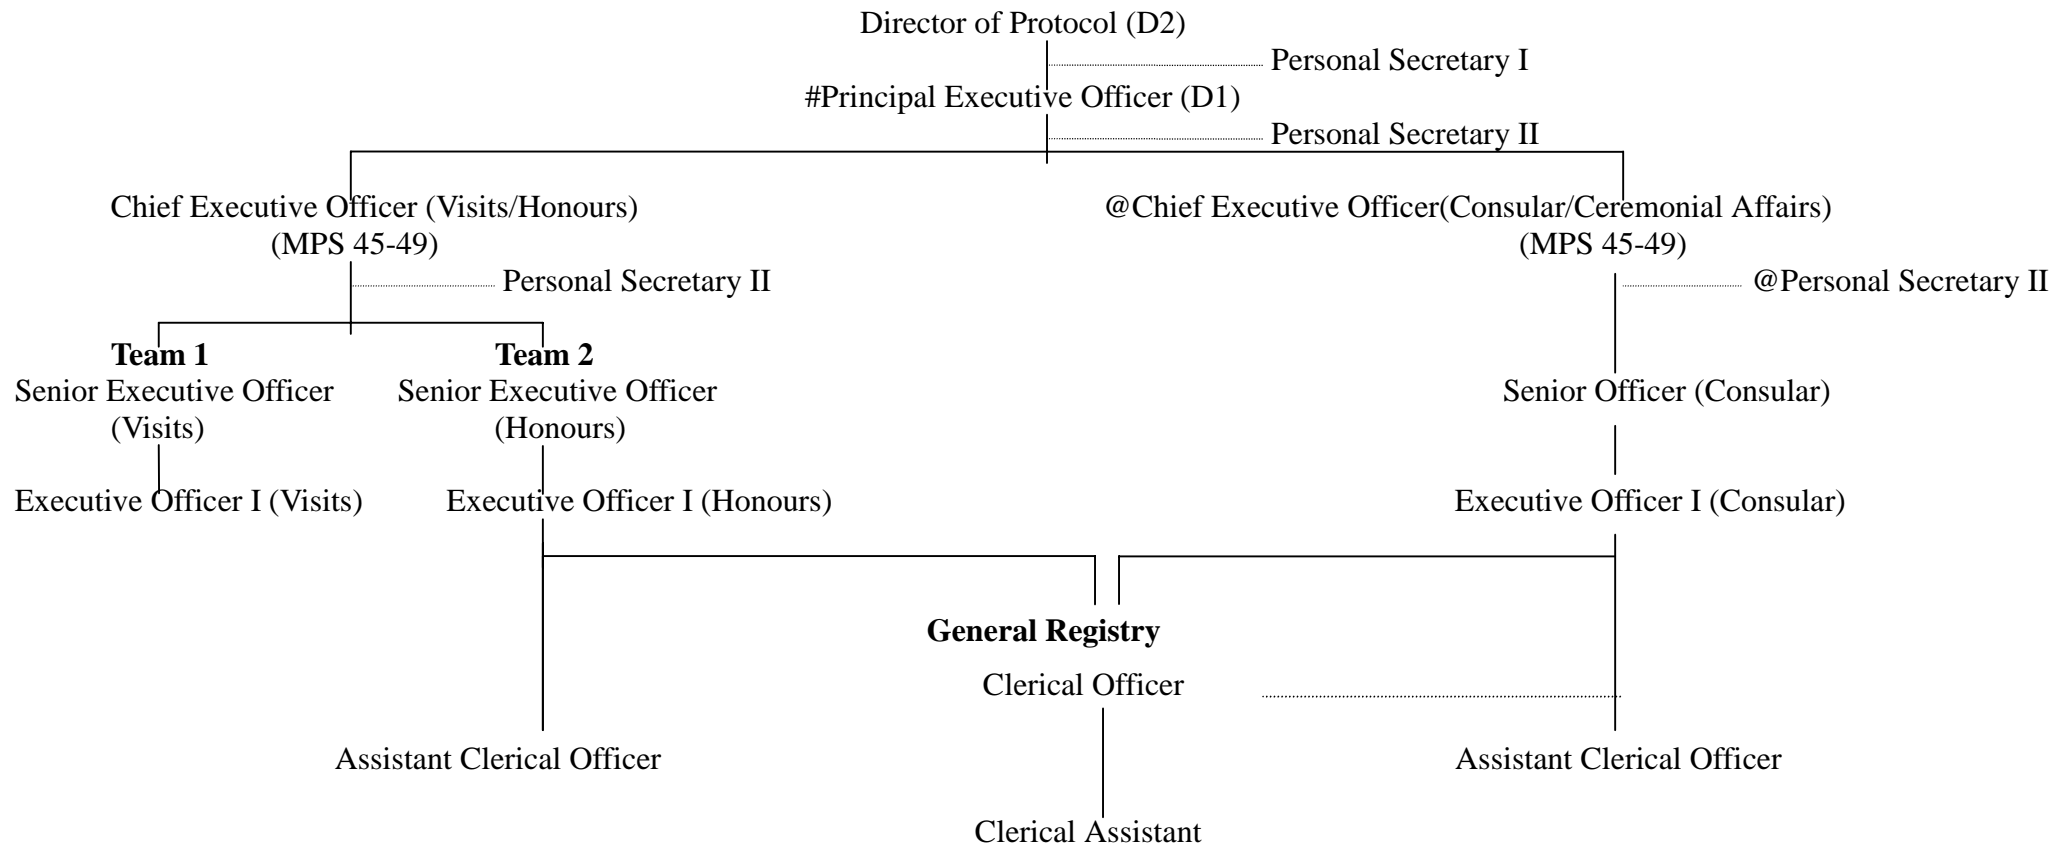 Director of Protocol (D2)
Personal Secretary I
#Principal Executive Officer (D1)
Personal Secretary II
Chief Executive Officer (Visits/Honours)
(MPS 45-49)
@Chief Executive Officer(Consular/Ceremonial Affairs)
(MPS 45-49)
Personal Secretary II
@Personal Secretary II
Team 1
Senior Executive Officer
(Visits)
Team 2
Senior Executive Officer
(Honours)
Senior Officer (Consular)
Executive Officer I (Visits)
Executive Officer I (Honours)
Executive Officer I (Consular)
General Registry
Clerical Officer
Assistant Clerical Officer
Assistant Clerical Officer
Clerical Assistant